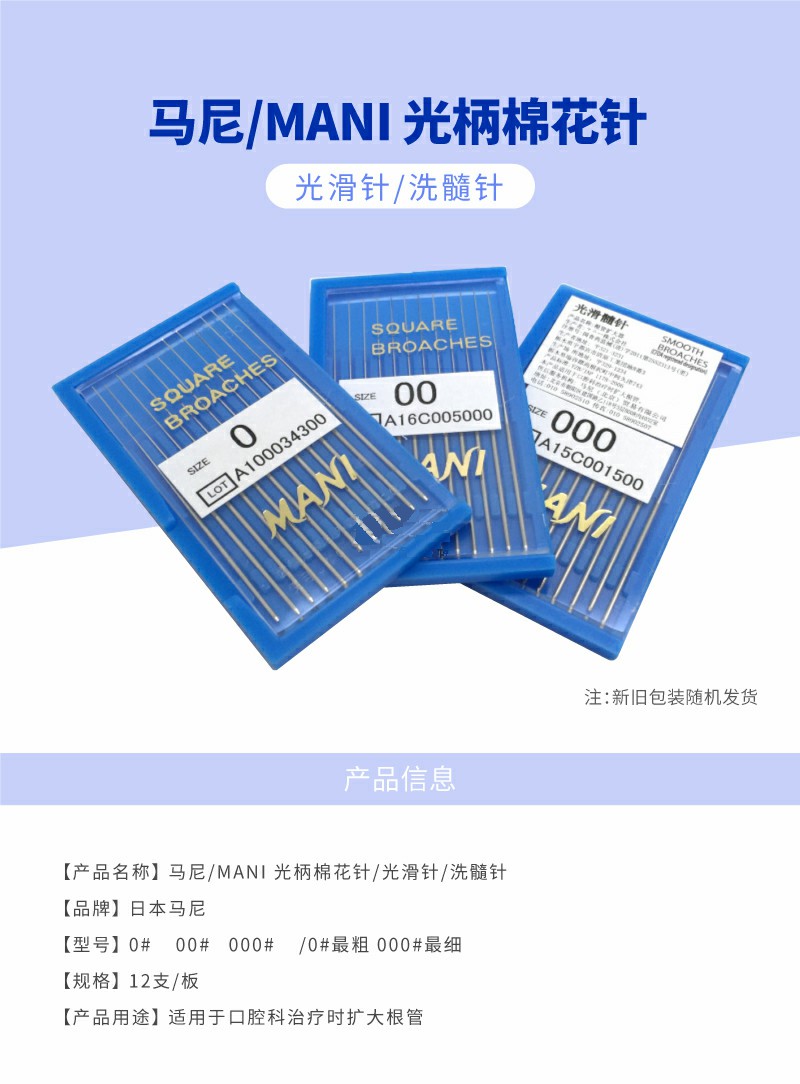 马尼/MANI 光柄棉花针
光滑针/洗髓针
SQUARE
BROACHES
SIZE 0
LOT A100034300
MANI
SQUARE
BROACHES
SIZE 00
A16C005000
ANI
光滑髓针
SMOOTH
BROACHES
SIZE 000
A15C001500
ANI
注:新旧包装随机发货
产品信息
【产品名称】马尼/MANI 光柄棉花针/光滑针/洗髓针
【品牌】日本马尼
【型号】0# 00# 000# /0#最粗 000#最细
【规格】12支/板
【产品用途】适用于口腔科治疗时扩大根管